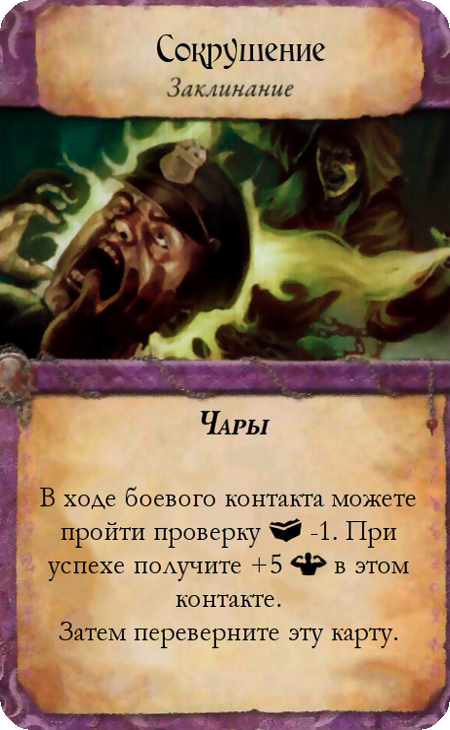 Сокрушение
Заклинание
Чары
В ходе боевого контакта можете
пройти проверку -1. При
успехе получите +5 в этом
контакте.
Затем переверните эту карту.